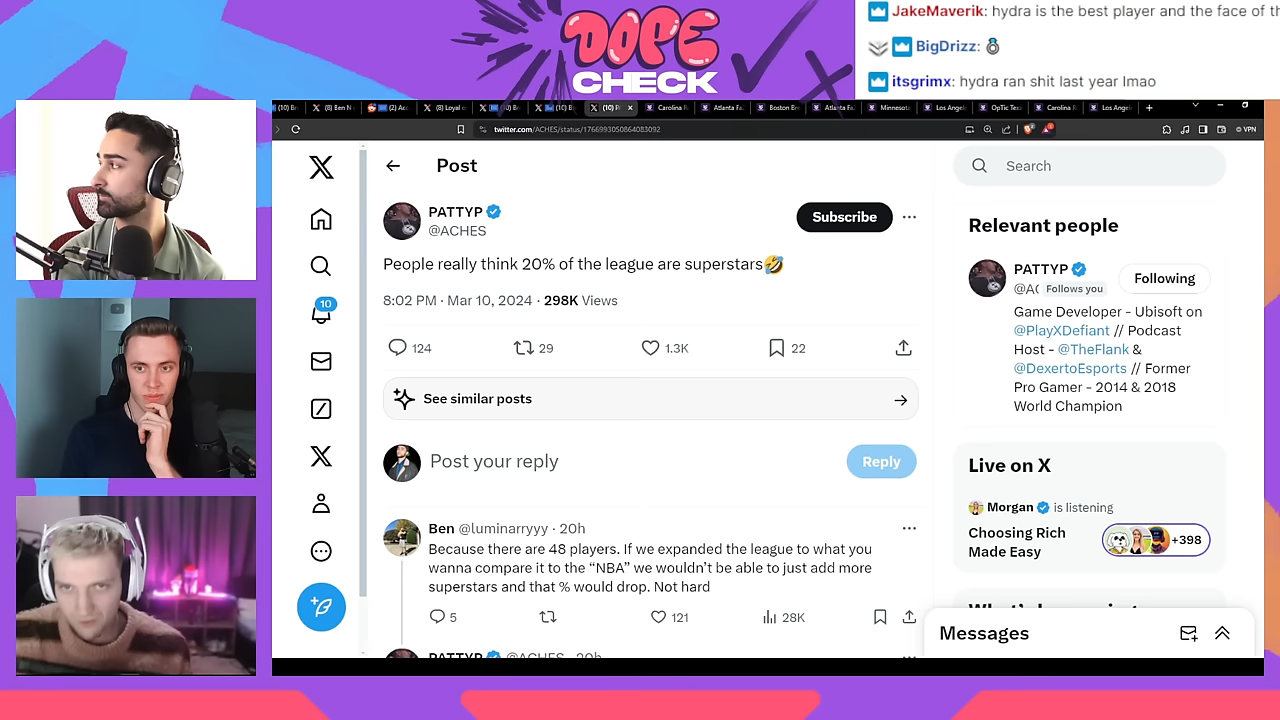 DOPE
CHECK
JakeMaverik: hydra is the best player and the face of th
BigDrizz:
itsgrimx: hydra ran shit last year lmao
twitter.com/ACHES/status/1766993050864083092
VPN
Post
Search
PATTYP
@ACHES
Subscribe
People really think 20% of the league are superstars🤣
8:02 PM · Mar 10, 2024 · 298K Views
124 29 1.3K 22
See similar posts
Post your reply
Reply
Ben @luminarryyy · 20h
Because there are 48 players. If we expanded the league to what you
wanna compare it to the “NBA” we wouldn’t be able to just add more
superstars and that % would drop. Not hard
5 121 28K
PATTYP @ACHES · 20h
10
Relevant people
PATTYP
Following
@AC Follows you
Game Developer - Ubisoft on
@PlayXDefiant // Podcast
Host - @TheFlank &
@DexertoEsports // Former
Pro Gamer - 2014 & 2018
World Champion
Live on X
Morgan is listening
Choosing Rich
Made Easy
+398
Messages